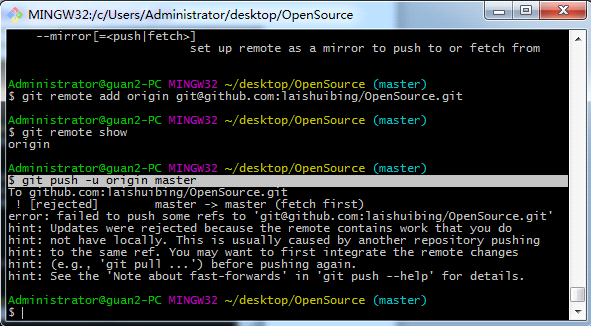 MINGW32:/c/Users/Administrator/desktop/OpenSource
--mirror[=<push|fetch>]
set up remote as a mirror to push to or fetch from
Administrator@guan2-PC MINGW32 ~/desktop/OpenSource (master)
$ git remote add origin git@github.com:laishuibing/OpenSource.git
Administrator@guan2-PC MINGW32 ~/desktop/OpenSource (master)
$ git remote show
origin
Administrator@guan2-PC MINGW32 ~/desktop/OpenSource (master)
$ git push -u origin master
To github.com:laishuibing/OpenSource.git
! [rejected] master -> master (fetch first)
error: failed to push some refs to 'git@github.com:laishuibing/OpenSource.git'
hint: Updates were rejected because the remote contains work that you do
hint: not have locally. This is usually caused by another repository pushing
hint: to the same ref. You may want to first integrate the remote changes
hint: (e.g., 'git pull ...') before pushing again.
hint: See the 'Note about fast-forwards' in 'git push --help' for details.
Administrator@guan2-PC MINGW32 ~/desktop/OpenSource (master)
$